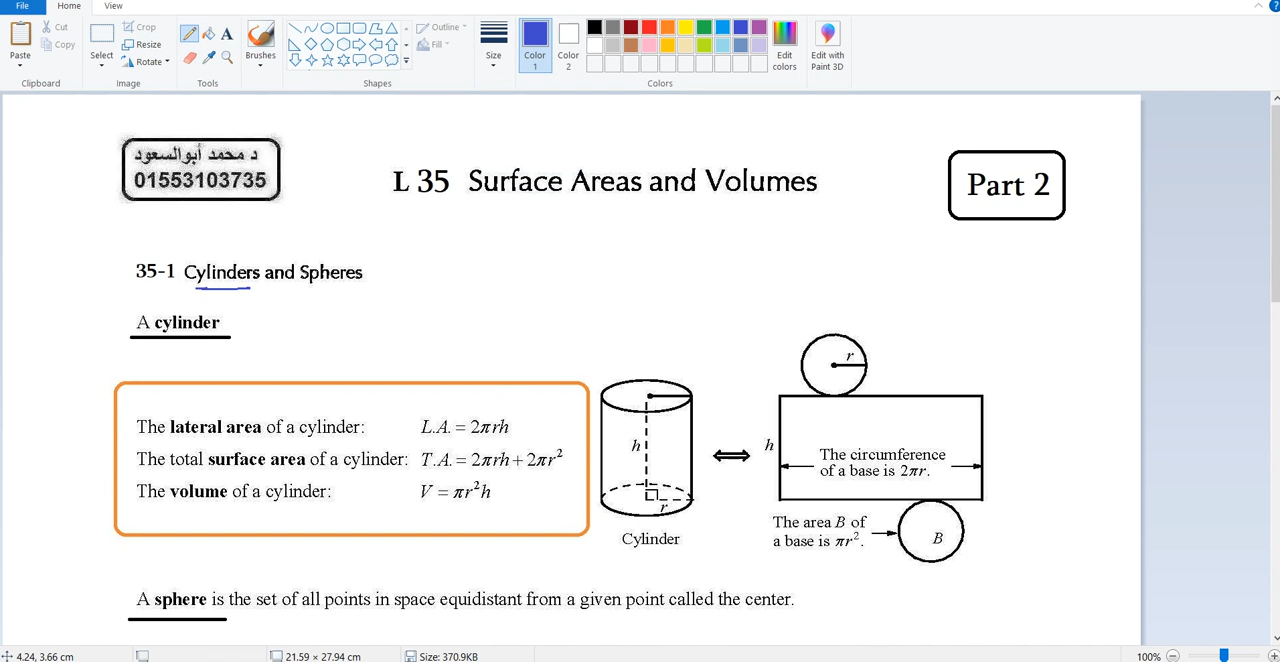 File Home View
Cut
Crop
Outline
Copy
Resize
Fill
Paste Select Rotate Brushes Size Color 1 Color 2 Edit colors Edit with Paint 3D
Clipboard Image Tools Shapes Colors
د محمد أبوالسعود
01553103735
L 35 Surface Areas and Volumes
Part 2
35-1 Cylinders and Spheres
A cylinder
The lateral area of a cylinder: L.A. = 2πrh
The total surface area of a cylinder: T.A. = 2πrh + 2πr²
The volume of a cylinder: V = πr²h
h
r
Cylinder
r
h
The circumference
of a base is 2πr.
The area B of
a base is πr².
B
A sphere is the set of all points in space equidistant from a given point called the center.
4.24, 3.66 cm 21.59 × 27.94 cm Size: 370.9KB 100%